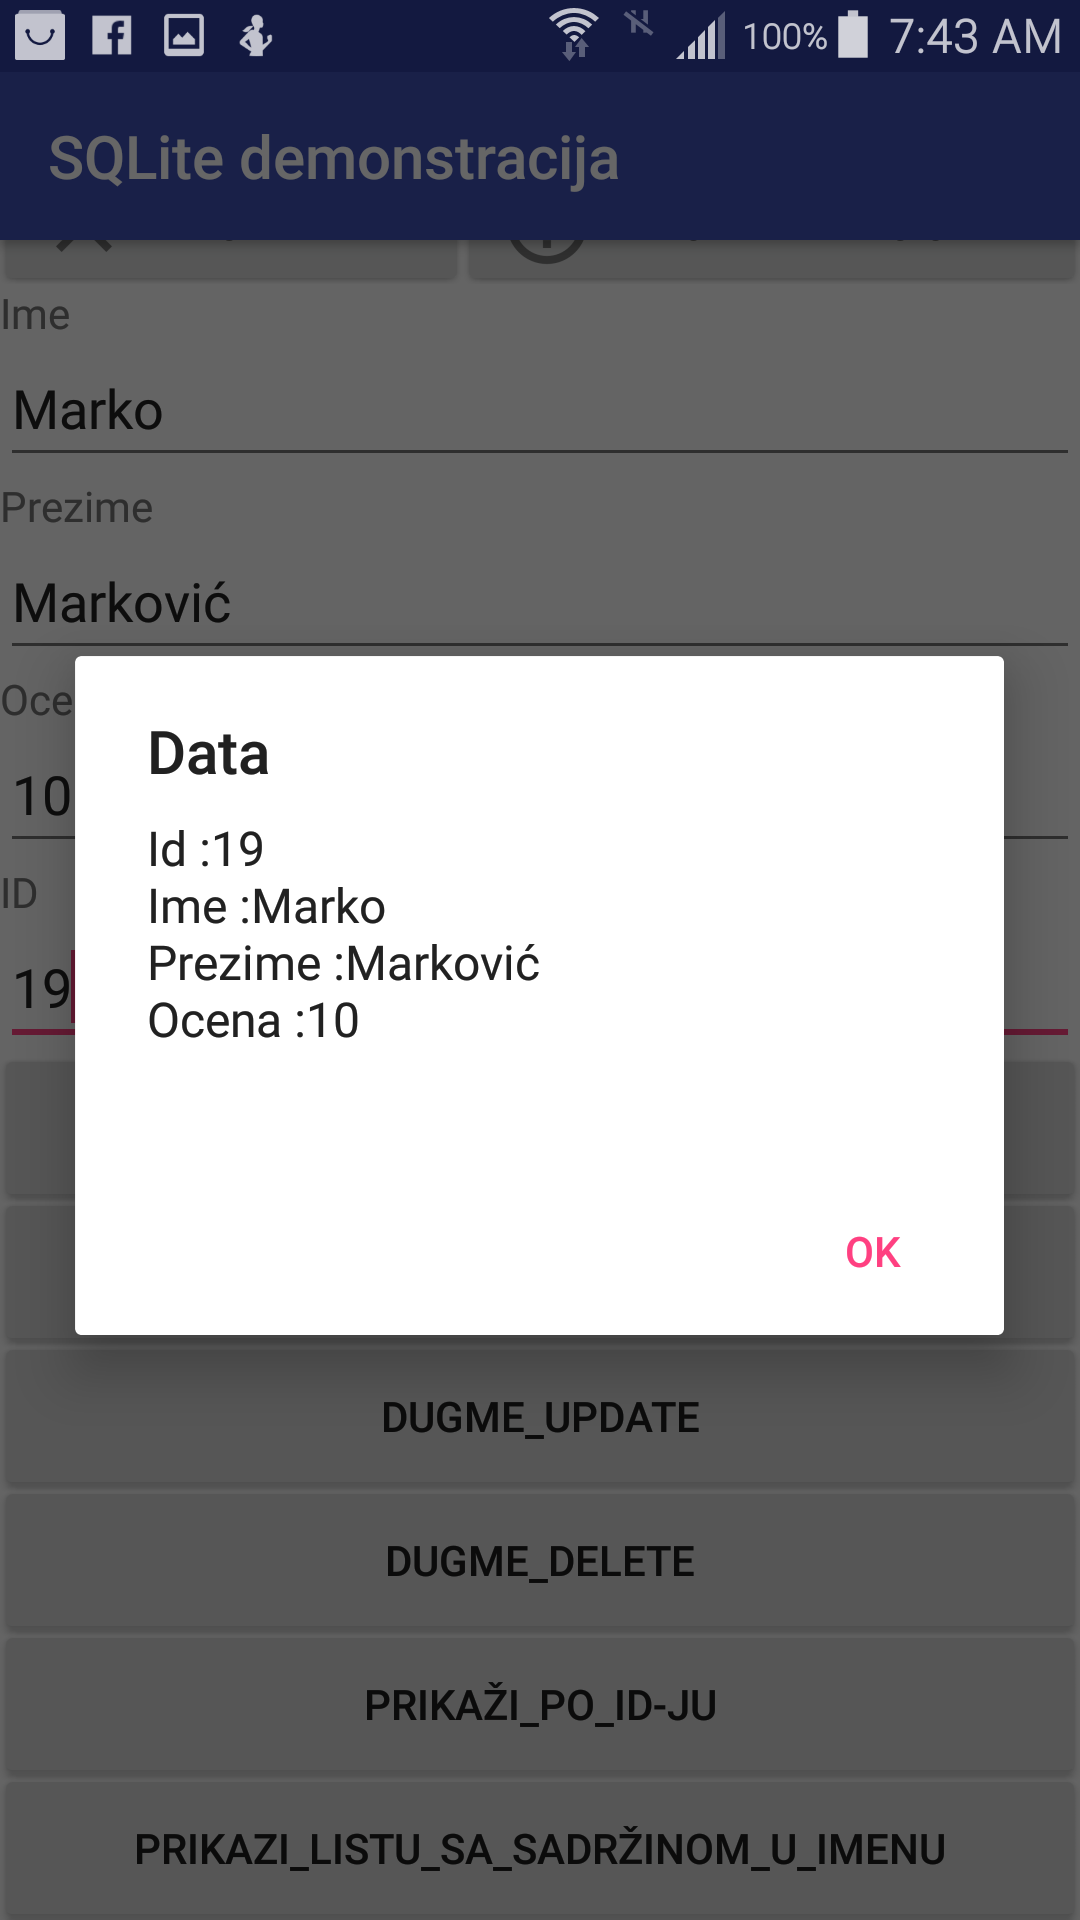 100% 7:43 AM
SQLite demonstracija
Ime
Marko
Prezime
Marković
Oce
10
ID
19
Data
Id :19
Ime :Marko
Prezime :Marković
Ocena :10
OK
DUGME_UPDATE
DUGME_DELETE
PRIKAŽI_PO_ID-JU
PRIKAZI_LISTU_SA_SADRŽINOM_U_IMENU